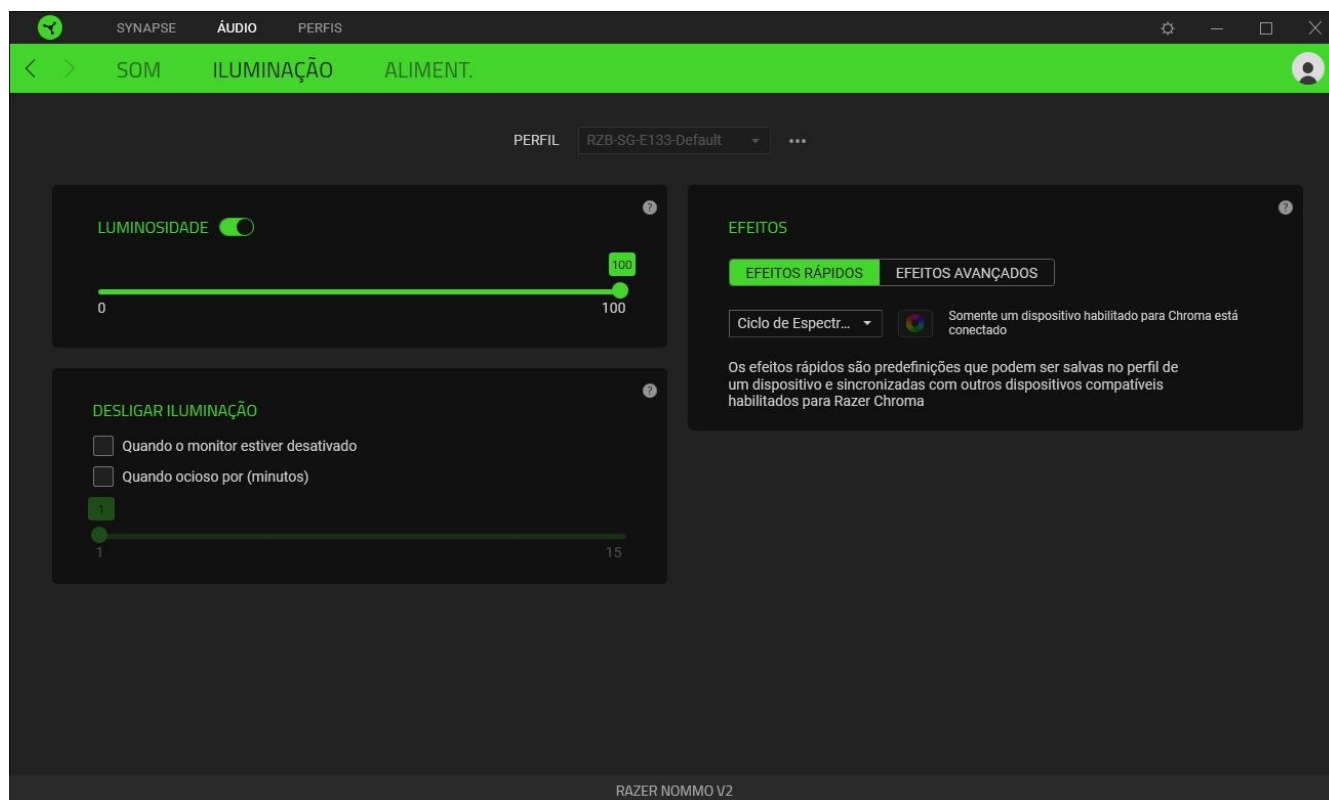 SYNAPSE ÁUDIO PERFIS
SOM ILUMINAÇÃO ALIMENT.
PERFIL RZB-SG-E133-Default
LUMINOSIDADE
100
0 100
DESLIGAR ILUMINAÇÃO
Quando o monitor estiver desativado
Quando ocioso por (minutos)
1
1 15
EFEITOS
EFEITOS RÁPIDOS EFEITOS AVANÇADOS
Ciclo de Espectr...
Somente um dispositivo habilitado para Chroma está
conectado
Os efeitos rápidos são predefinições que podem ser salvas no perfil de
um dispositivo e sincronizadas com outros dispositivos compatíveis
habilitados para Razer Chroma
RAZER NOMMO V2